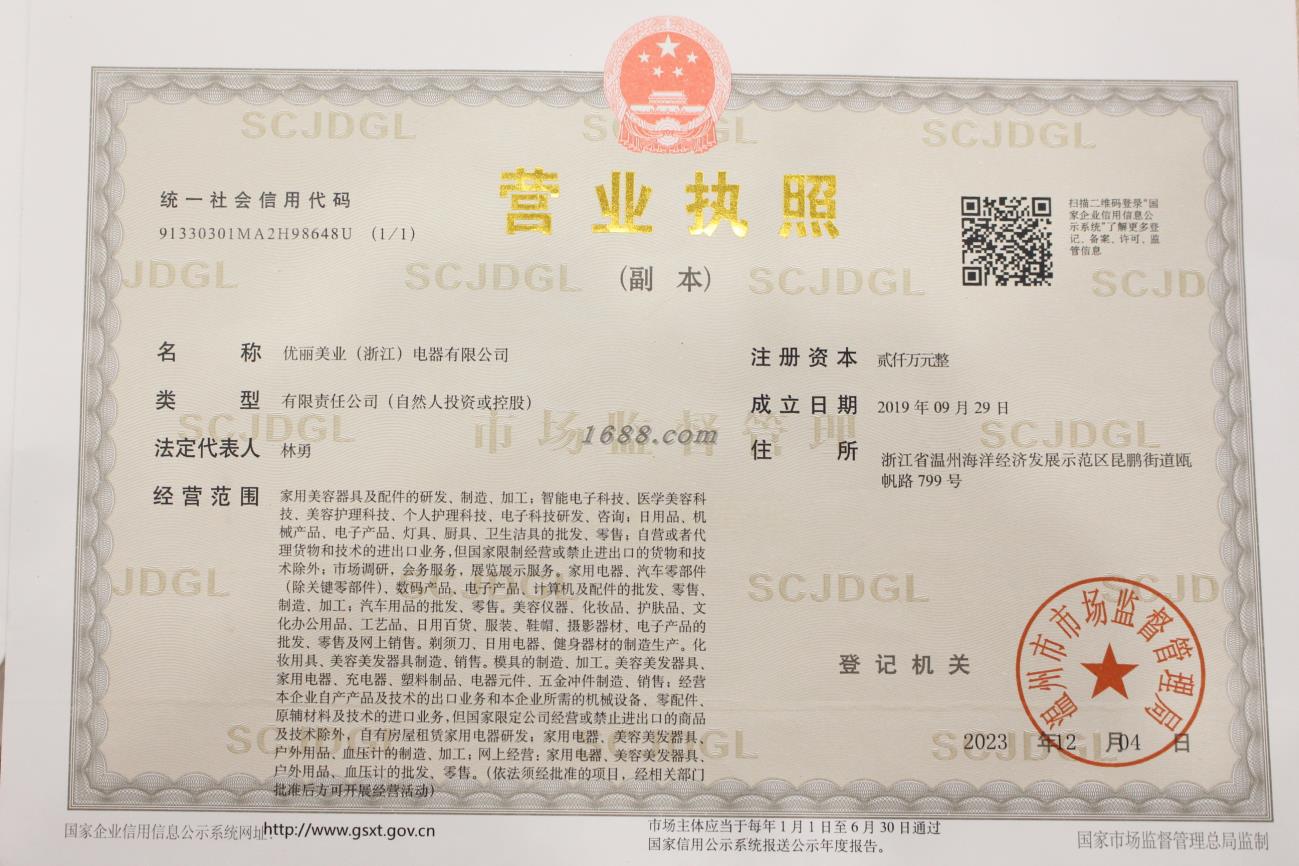 营业执照
(副 本)
统一社会信用代码
91330301MA2H98648U (1/1)
扫描二维码登录“国
家企业信用信息公
示系统”了解更多登
记、备案、许可、监
管信息
名 称 优丽美业（浙江）电器有限公司
类 型 有限责任公司（自然人投资或控股）
法定代表人 林勇
经营范围 家用美容器具及配件的研发、制造、加工；智能电子科技、医学美容科
技、美容护理科技、个人护理科技、电子科技研发、咨询；日用品、机
械产品、电子产品、灯具、厨具、卫生洁具的批发、零售；自营或者代
理货物和技术的进出口业务,但国家限制经营或禁止进出口的货物和技
术除外；市场调研，会务服务，展览展示服务。家用电器、汽车零部件
（除关键零部件）、数码产品、电子产品、计算机及配件的批发、零售、
制造、加工；汽车用品的批发、零售。美容仪器、化妆品、护肤品、文
化办公用品、工艺品、日用百货、服装、鞋帽、摄影器材、电子产品的
批发、零售及网上销售。剃须刀、日用电器、健身器材的制造生产。化
妆用具、美容美发器具制造、销售。模具的制造、加工。美容美发器具、
家用电器、充电器、塑料制品、电器元件、五金冲件制造、销售；经营
本企业自产产品及技术的出口业务和本企业所需的机械设备、零配件、
原辅材料及技术的进口业务,但国家限定公司经营或禁止进出口的商品
及技术除外，自有房屋租赁家用电器研发；家用电器、美容美发器具、
户外用品、血压计的制造、加工；网上经营：家用电器、美容美发器具、
户外用品、血压计的批发、零售。（依法须经批准的项目，经相关部门
批准后方可开展经营活动）
注册资本 贰仟万元整
成立日期 2019年09月29日
住 所 浙江省温州海洋经济发展示范区昆鹏街道瓯
帆路799号
市场监督管理
1688.com
登记机关
温州市市场监督管理局
2023 年12 月04 日
国家企业信用信息公示系统网址:http://www.gsxt.gov.cn
市场主体应当于每年1月1日至6月30日通过
国家信用公示系统报送公示年度报告。
国家市场监督管理总局监制
SCJDGL